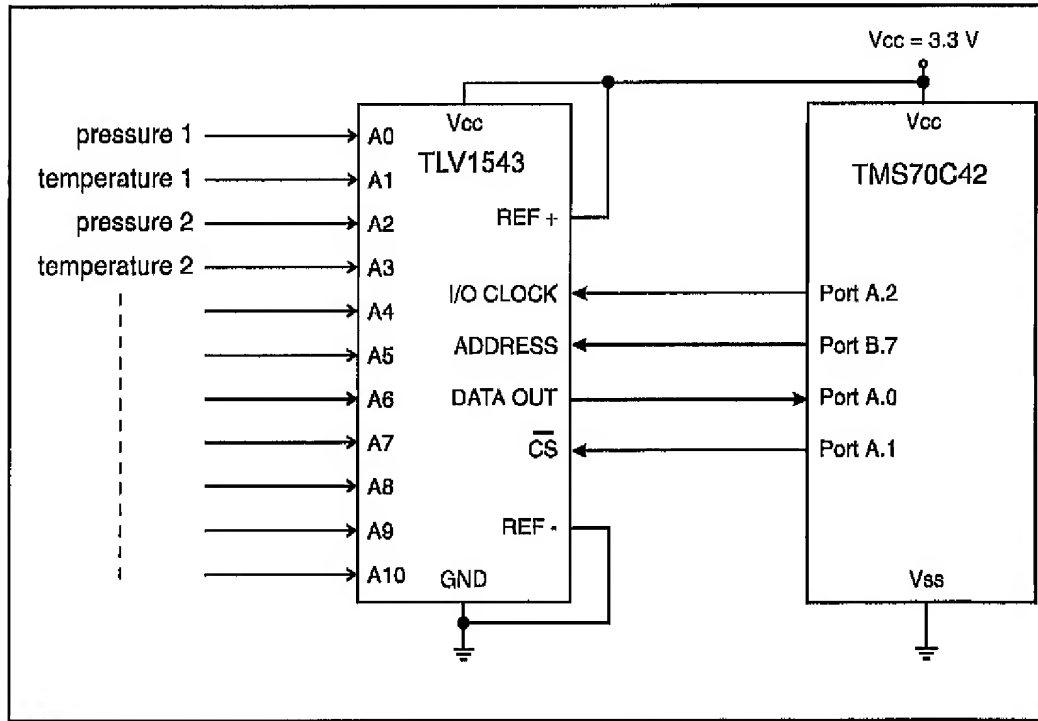 Vcc = 3.3 V
pressure 1
temperature 1
pressure 2
temperature 2
A0
A1
A2
A3
A4
A5
A6
A7
A8
A9
A10
Vcc
TLV1543
REF +
I/O CLOCK
ADDRESS
DATA OUT
CS
REF -
GND
Vcc
TMS70C42
Port A.2
Port B.7
Port A.0
Port A.1
Vss